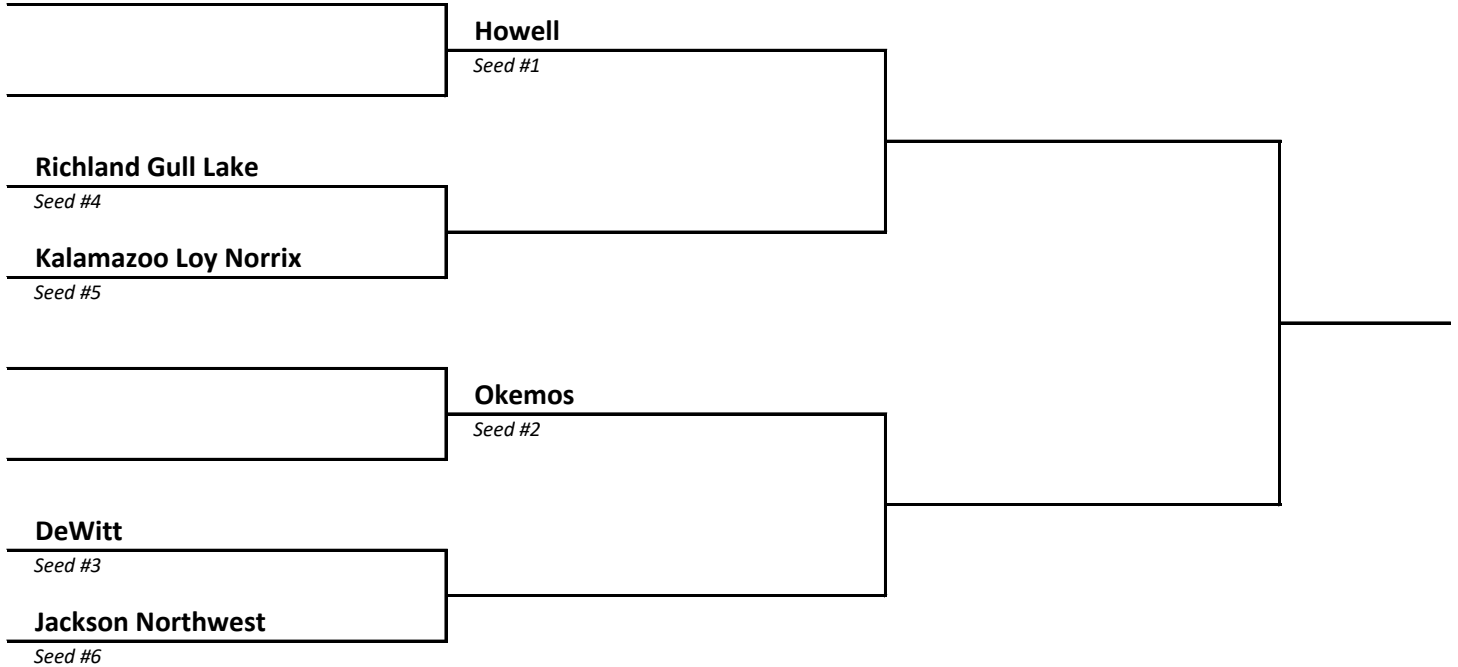 Howell
Seed #1
Richland Gull Lake
Seed #4
Kalamazoo Loy Norrix
Seed #5
Okemos
Seed #2
DeWitt
Seed #3
Jackson Northwest
Seed #6